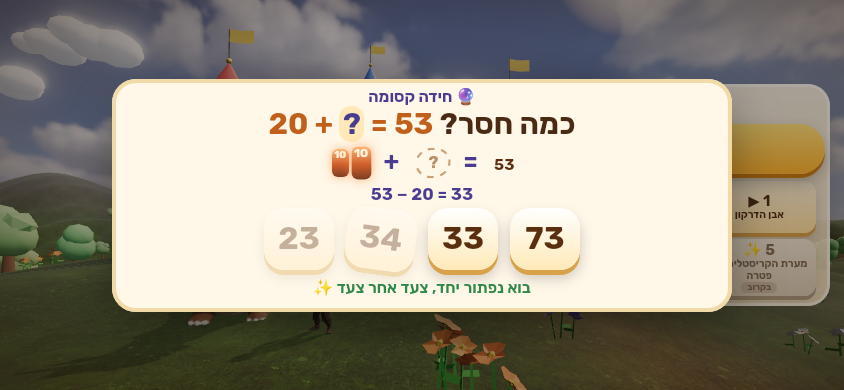 🔮 חידה קסומה
כמה חסר? 53 = ? + 20
10 10 + ? = 53
53 − 20 = 33
23 34 33 73
בוא נפתור יחד, צעד אחר צעד ✨
▶ 1
אבן הדרקון
✨ 5
מערת הקריסטלי
פטרה
בקרוב